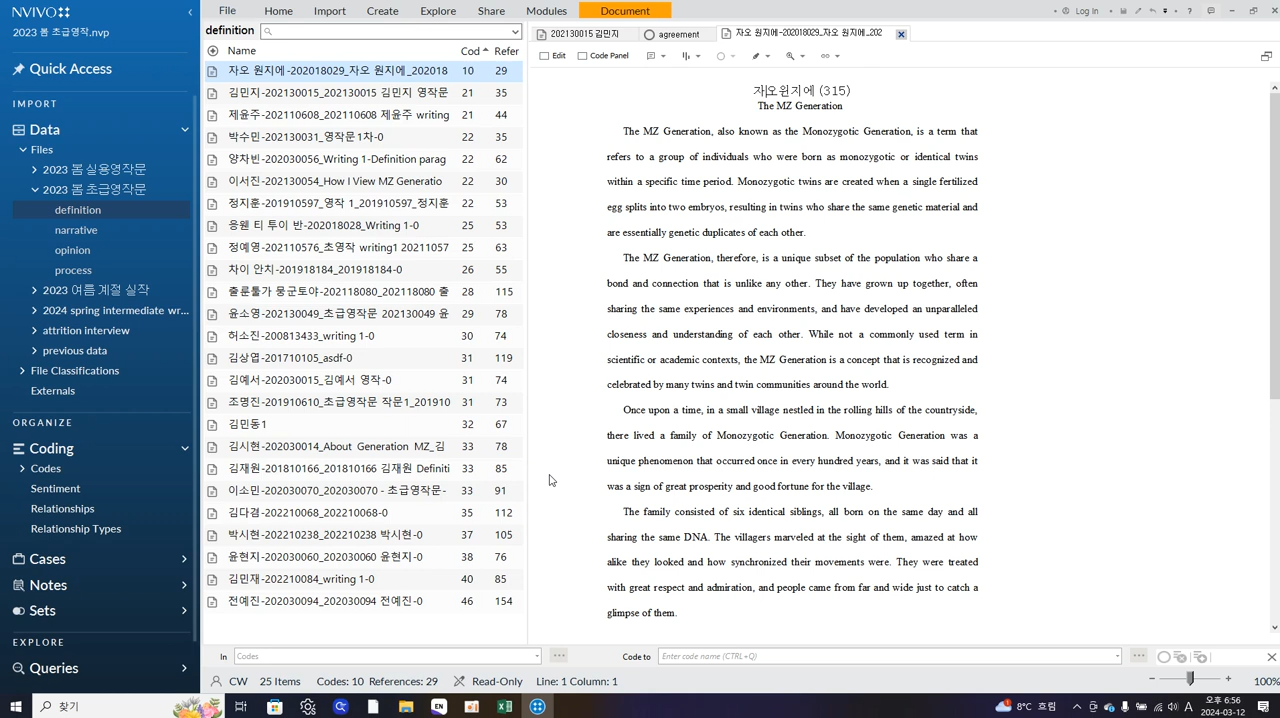 NVIVO
2023 봄 초급영작.nvp
File Home Import Create Explore Share Modules Document Log In
Quick Access
IMPORT
Data
Files
2023 봄 실용영작문
2023 봄 초급영작문
definition
narrative
opinion
process
2023 여름 계절 실작
2024 spring intermediate wr...
attrition interview
previous data
File Classifications
Externals
ORGANIZE
Coding
Codes
Sentiment
Relationships
Relationship Types
Cases
Notes
Sets
EXPLORE
Queries
definition
Name Cod Refer
자오 원지에-202018029_자오 원지에_202018 10 29
김민지-202130015_202130015 김민지 영작문 21 35
제윤주-202110608_202110608 제윤주 writing 21 44
박수민-202130031_영작문 1차-0 22 35
양차빈-202030056_Writing 1-Definition parag 22 62
이서진-202130054_How I View MZ Generatio 22 30
정지훈-201910597_영작 1_201910597_정지훈 22 53
응웬 티 투이 반-202018028_Writing 1-0 25 53
정예영-202110576_초영작 writing1 20211057 25 63
차이 안치-201918184_201918184-0 26 55
줄룬톨가 뭉군토야-202118080_202118080 줄 28 115
윤소영-202130049_초급영작문 202130049 윤 29 78
허소진-200813433_writing 1-0 30 74
김상엽-201710105_asdf-0 31 119
김예서-202030015_김예서 영작-0 31 74
조명진-201910610_초급영작문 작문1_201910 31 73
김민동1 32 67
김시현-202030014_About Generation MZ_김 33 78
김재원-201810166_201810166 김재원 Definiti 33 85
이소민-202030070_202030070 - 초급영작문- 33 91
김다겸-202210068_202210068-0 35 112
박시현-202210238_202210238 박시현-0 37 105
윤현지-202030060_202030060 윤현지-0 38 76
김민재-202210084_writing 1-0 40 85
전예진-202030094_202030094 전예진-0 46 154
202130015 김민지 agreement 자오 원지에-202018029_자오 원지에_202
Edit Code Panel
자오원지에 (315)
The MZ Generation
The MZ Generation, also known as the Monozygotic Generation, is a term that
refers to a group of individuals who were born as monozygotic or identical twins
within a specific time period. Monozygotic twins are created when a single fertilized
egg splits into two embryos, resulting in twins who share the same genetic material and
are essentially genetic duplicates of each other.
The MZ Generation, therefore, is a unique subset of the population who share a
bond and connection that is unlike any other. They have grown up together, often
sharing the same experiences and environments, and have developed an unparalleled
closeness and understanding of each other. While not a commonly used term in
scientific or academic contexts, the MZ Generation is a concept that is recognized and
celebrated by many twins and twin communities around the world.
Once upon a time, in a small village nestled in the rolling hills of the countryside,
there lived a family of Monozygotic Generation. Monozygotic Generation was a
unique phenomenon that occurred once in every hundred years, and it was said that it
was a sign of great prosperity and good fortune for the village.
The family consisted of six identical siblings, all born on the same day and all
sharing the same DNA. The villagers marveled at the sight of them, amazed at how
alike they looked and how synchronized their movements were. They were treated
with great respect and admiration, and people came from far and wide just to catch a
glimpse of them.
In Codes Code to Enter code name (CTRL+Q)
CW 25 Items Codes: 10 References: 29 Read-Only Line: 1 Column: 1 100%
찾기 8°C 흐림 오후 6:56
2024-03-12